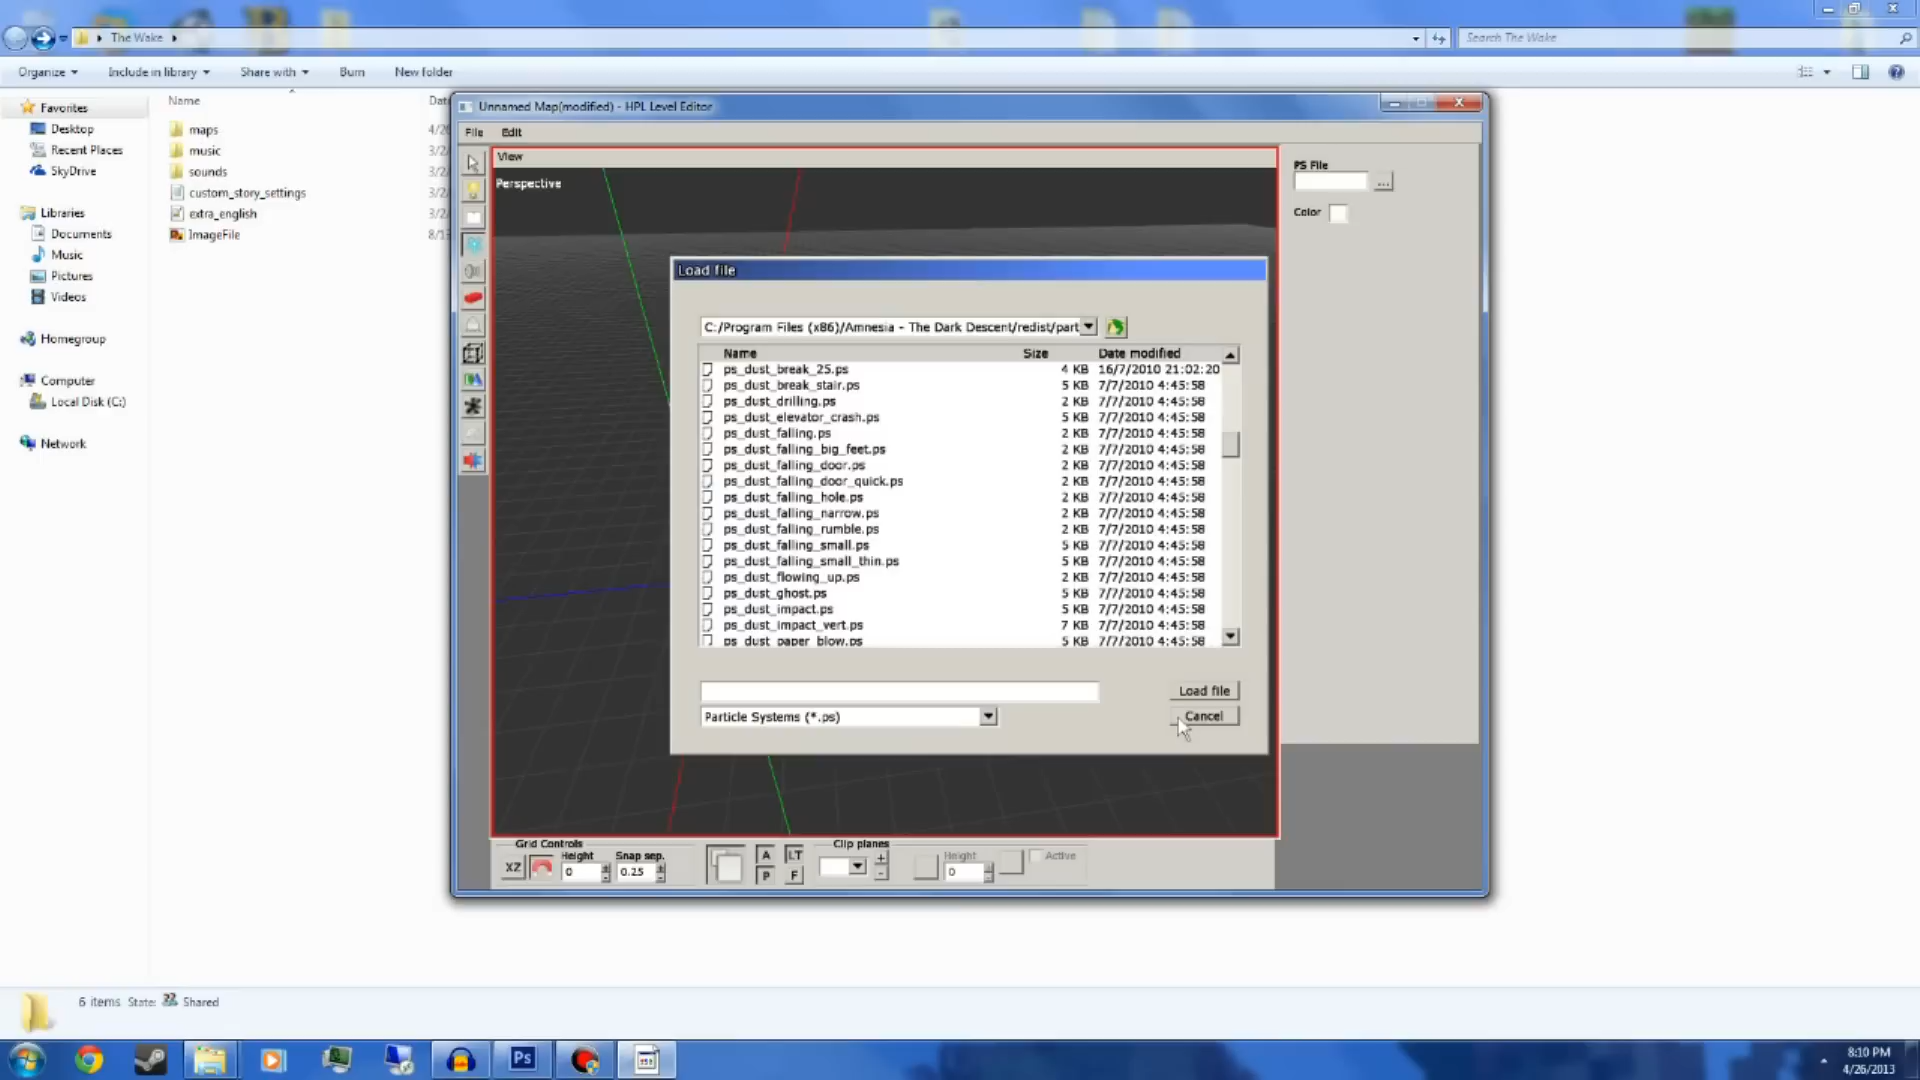 The Wake
Search The Wake
Organize
Include in library
Share with
Burn
New folder
Favorites
Desktop
Recent Places
SkyDrive
Libraries
Documents
Music
Pictures
Videos
Homegroup
Computer
Local Disk (C:)
Network
Name
maps
music
sounds
custom_story_settings
extra_english
ImageFile
Unnamed Map(modified) - HPL Level Editor
File Edit
View
Perspective
PS File
...
Color
Load file
C:/Program Files (x86)/Amnesia - The Dark Descent/redist/part
Name Size Date modified
ps_dust_break_25.ps 4 KB 16/7/2010 21:02:20
ps_dust_break_stair.ps 5 KB 7/7/2010 4:45:58
ps_dust_drilling.ps 2 KB 7/7/2010 4:45:58
ps_dust_elevator_crash.ps 5 KB 7/7/2010 4:45:58
ps_dust_falling.ps 2 KB 7/7/2010 4:45:58
ps_dust_falling_big_feet.ps 2 KB 7/7/2010 4:45:58
ps_dust_falling_door.ps 2 KB 7/7/2010 4:45:58
ps_dust_falling_door_quick.ps 2 KB 7/7/2010 4:45:58
ps_dust_falling_hole.ps 2 KB 7/7/2010 4:45:58
ps_dust_falling_narrow.ps 2 KB 7/7/2010 4:45:58
ps_dust_falling_rumble.ps 2 KB 7/7/2010 4:45:58
ps_dust_falling_small.ps 5 KB 7/7/2010 4:45:58
ps_dust_falling_small_thin.ps 5 KB 7/7/2010 4:45:58
ps_dust_flowing_up.ps 2 KB 7/7/2010 4:45:58
ps_dust_ghost.ps 5 KB 7/7/2010 4:45:58
ps_dust_impact.ps 5 KB 7/7/2010 4:45:58
ps_dust_impact_vert.ps 7 KB 7/7/2010 4:45:58
ps_dust_paper_blow.ps 5 KB 7/7/2010 4:45:58
Load file
Particle Systems (*.ps)
Cancel
Grid Controls
XZ
Height
0
Snap sep.
0.25
A
P
LT
F
Clip planes
+
-
Height
0
Active
6 items State: Shared
Ps
8:10 PM
4/26/2013